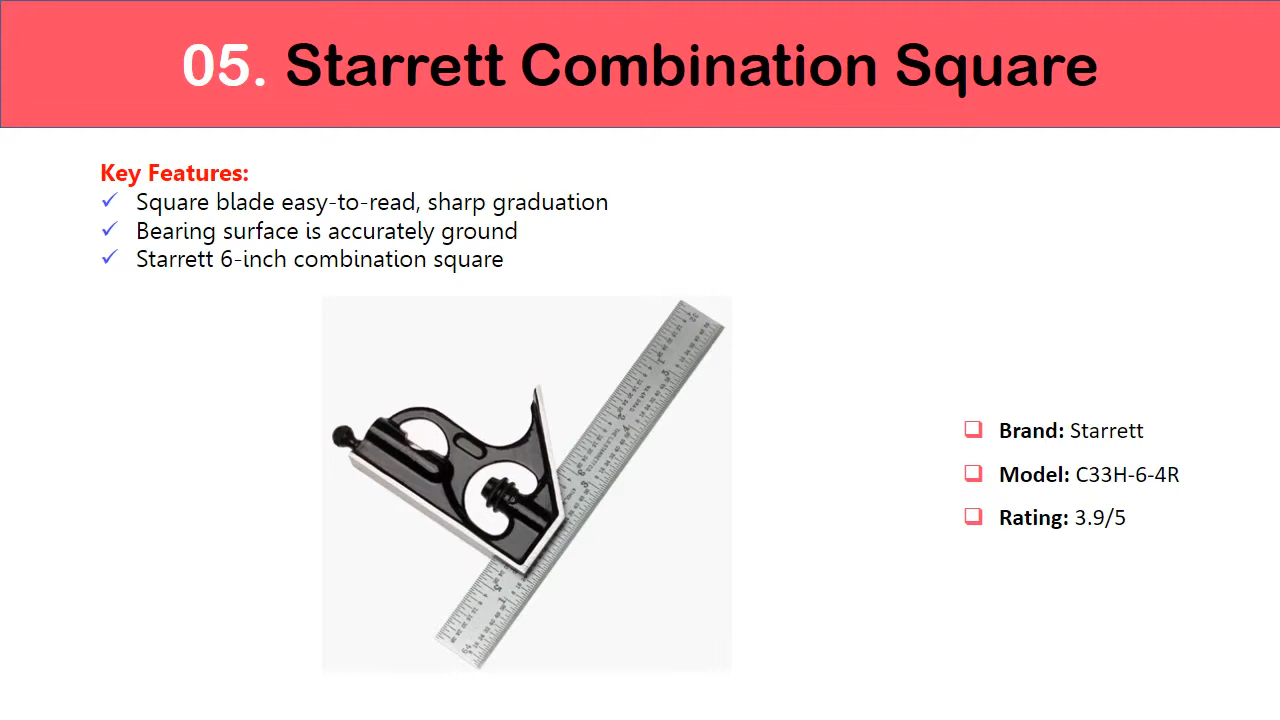 05. Starrett Combination Square
Key Features:
Square blade easy-to-read, sharp graduation
Bearing surface is accurately ground
Starrett 6-inch combination square
Brand: Starrett
Model: C33H-6-4R
Rating: 3.9/5